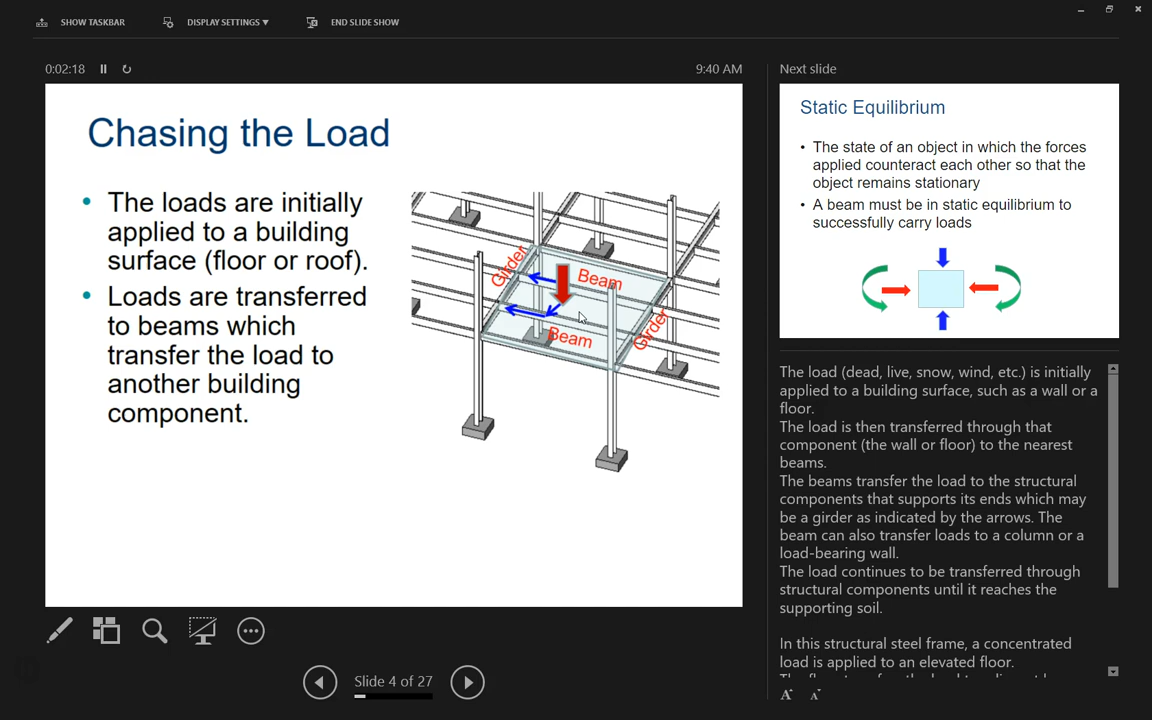 SHOW TASKBAR
DISPLAY SETTINGS ▾
END SLIDE SHOW
0:02:18
9:40 AM
Chasing the Load
• The loads are initially
applied to a building
surface (floor or roof).
• Loads are transferred
to beams which
transfer the load to
another building
component.
Girder
Beam
Beam
Girder
Slide 4 of 27
Next slide
Static Equilibrium
• The state of an object in which the forces
applied counteract each other so that the
object remains stationary
• A beam must be in static equilibrium to
successfully carry loads
The load (dead, live, snow, wind, etc.) is initially
applied to a building surface, such as a wall or a
floor.
The load is then transferred through that
component (the wall or floor) to the nearest
beams.
The beams transfer the load to the structural
components that supports its ends which may
be a girder as indicated by the arrows. The
beam can also transfer loads to a column or a
load-bearing wall.
The load continues to be transferred through
structural components until it reaches the
supporting soil.
In this structural steel frame, a concentrated
load is applied to an elevated floor.
A A